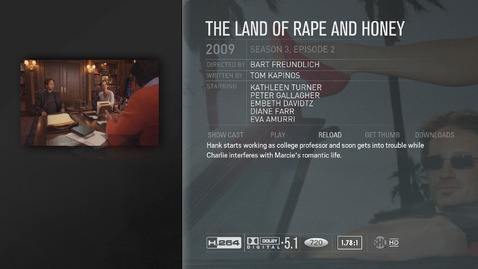 THE LAND OF RAPE AND HONEY
2009 SEASON 3, EPISODE 2
DIRECTED BY BART FREUNDLICH
WRITTEN BY TOM KAPINOS
STARRING KATHLEEN TURNER
PETER GALLAGHER
EMBETH DAVIDTZ
DIANE FARR
EVA AMURRI
SHOW CAST PLAY RELOAD GET THUMB DOWNLOADS
Hank starts working as college professor and soon gets into trouble while
Charlie interferes with Marcie's romantic life.
H.264 DOLBY DIGITAL 5.1 720 1.78:1 SHO HD